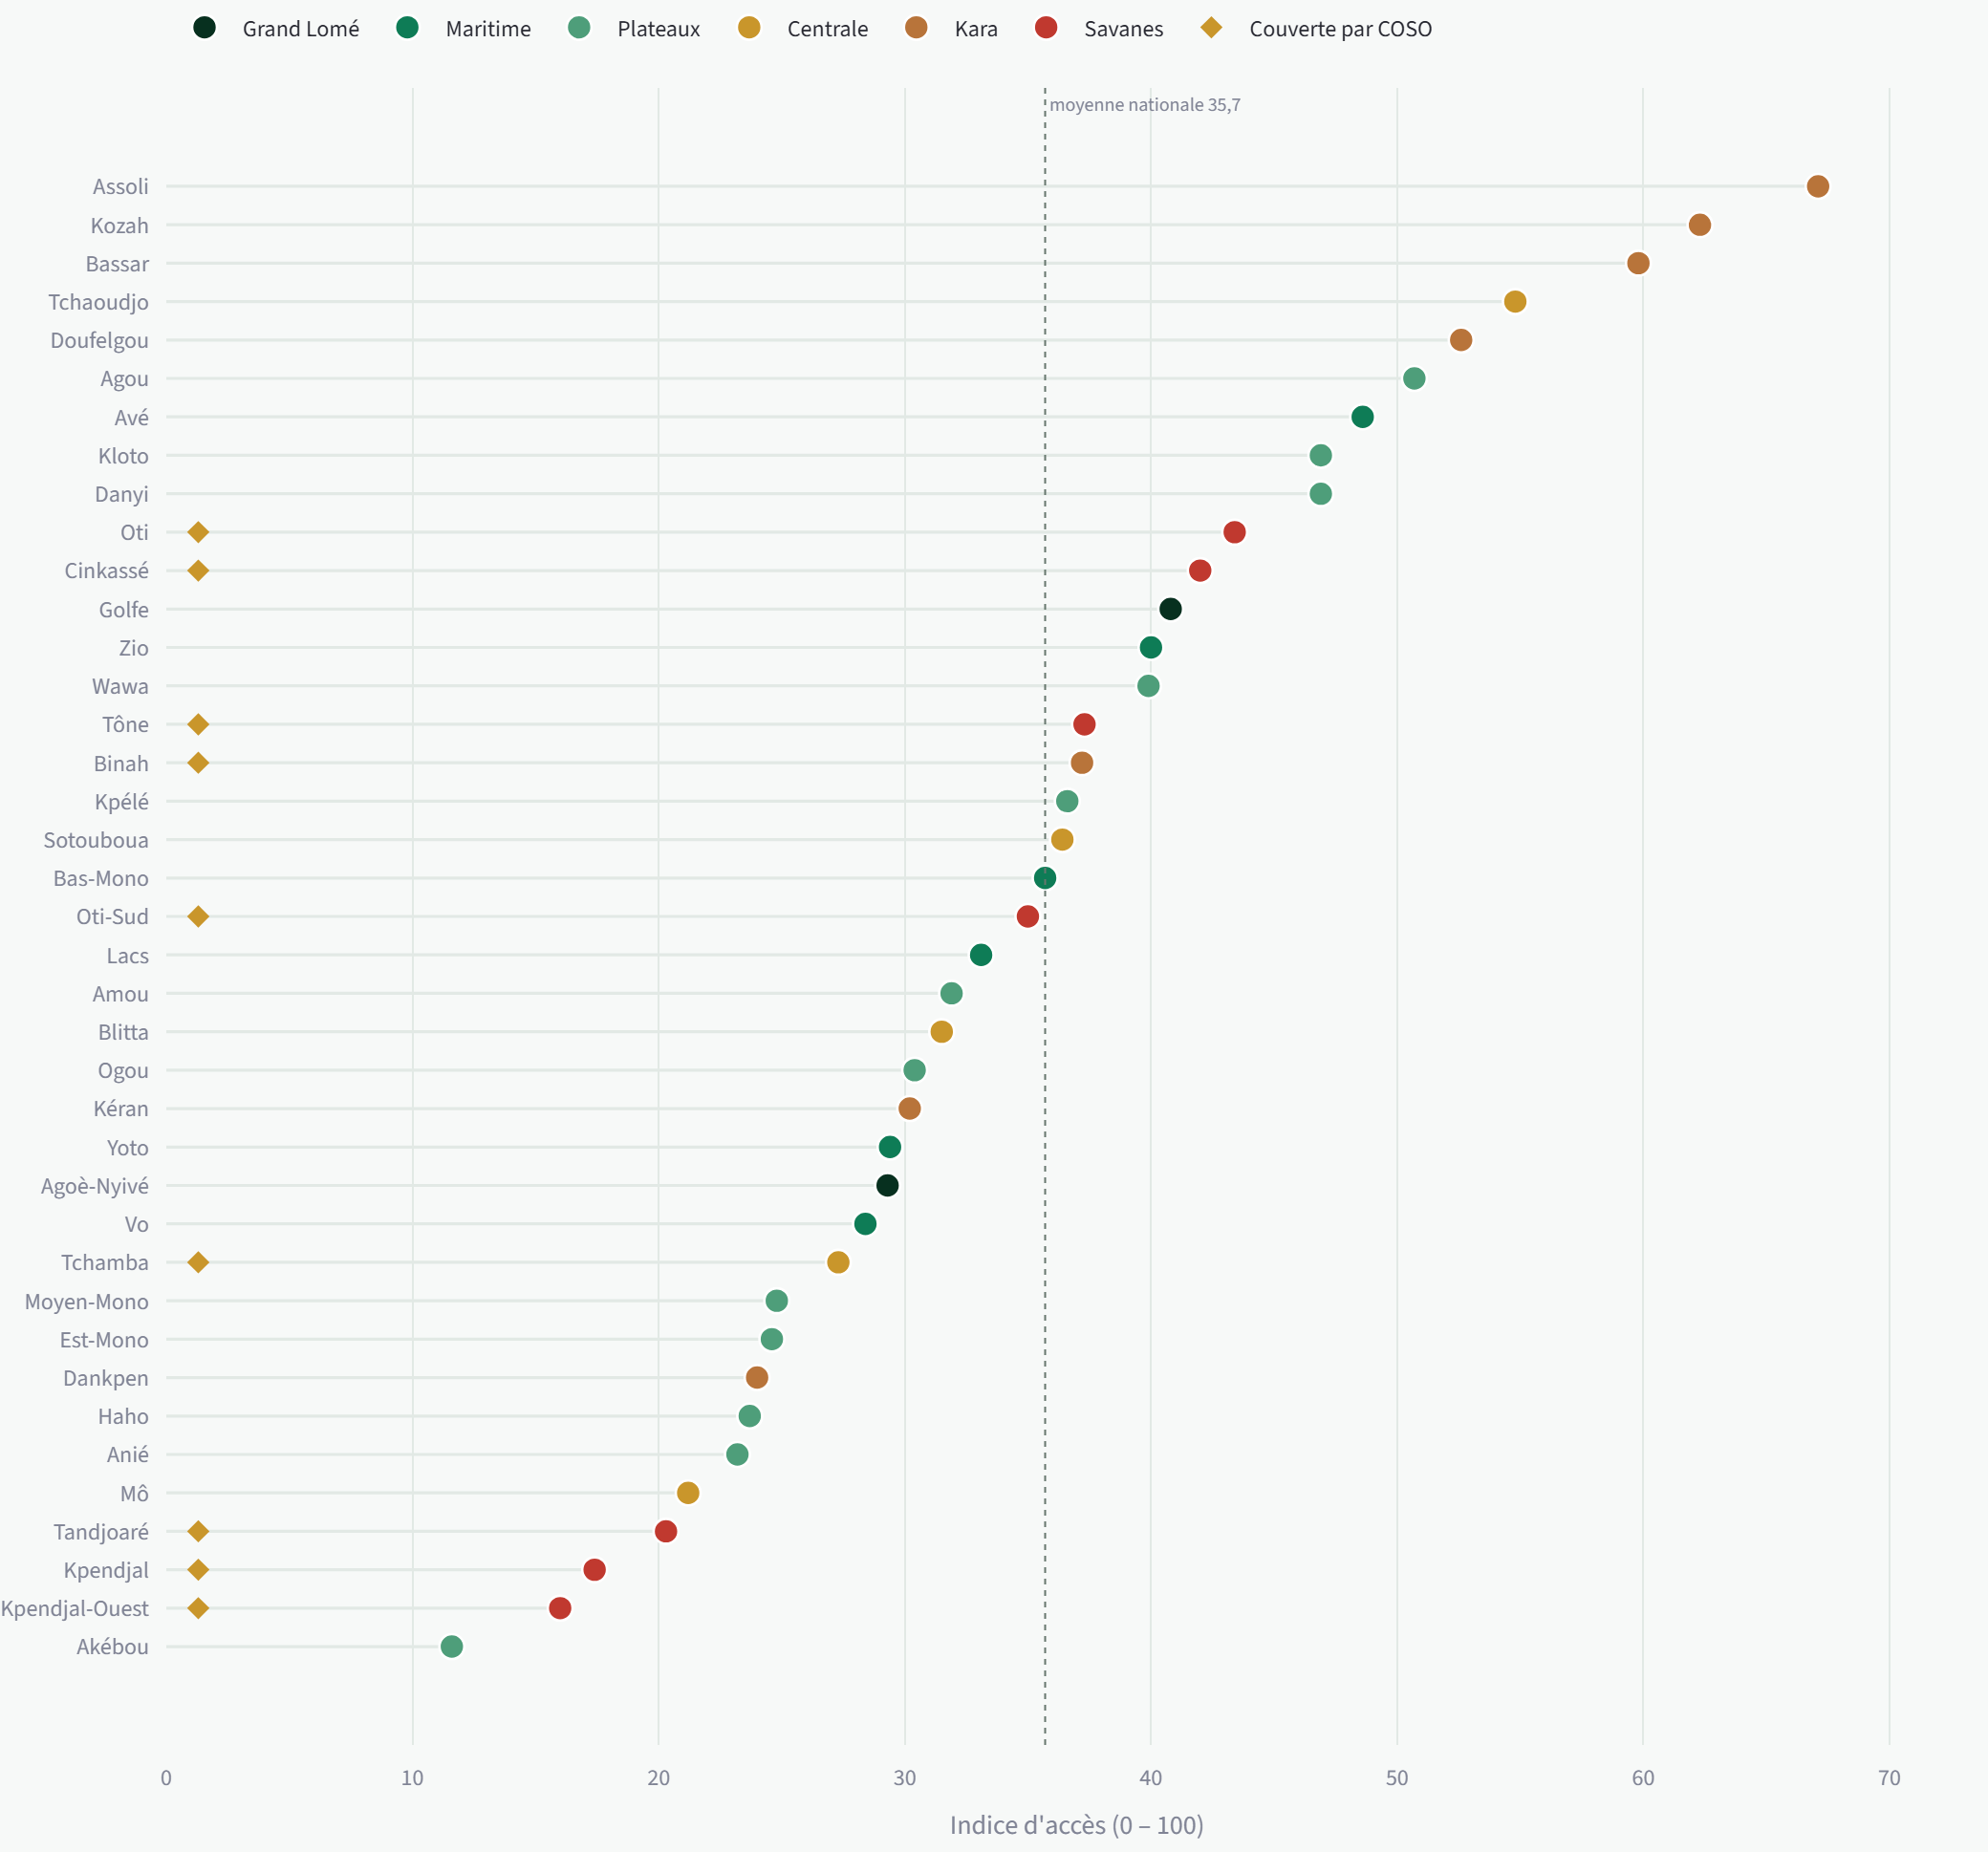 Grand Lomé Maritime Plateaux Centrale Kara Savanes Couverte par COSO
moyenne nationale 35,7
Assoli
Kozah
Bassar
Tchaoudjo
Doufelgou
Agou
Avé
Kloto
Danyi
Oti
Cinkassé
Golfe
Zio
Wawa
Tône
Binah
Kpélé
Sotouboua
Bas-Mono
Oti-Sud
Lacs
Amou
Blitta
Ogou
Kéran
Yoto
Agoè-Nyivé
Vo
Tchamba
Moyen-Mono
Est-Mono
Dankpen
Haho
Anié
Mô
Tandjoaré
Kpendjal
Kpendjal-Ouest
Akébou
0 10 20 30 40 50 60 70
Indice d'accès (0 – 100)